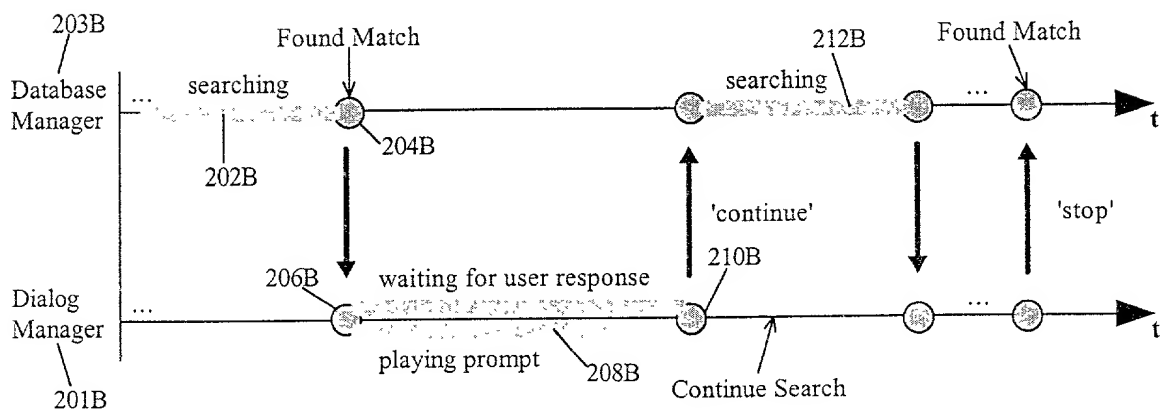 203B
Found Match
212B
Found Match
Database
Manager
...
searching
searching
...
t
204B
202B
'continue'
'stop'
206B
waiting for user response
210B
Dialog
Manager
...
...
t
playing prompt
208B
Continue Search
201B